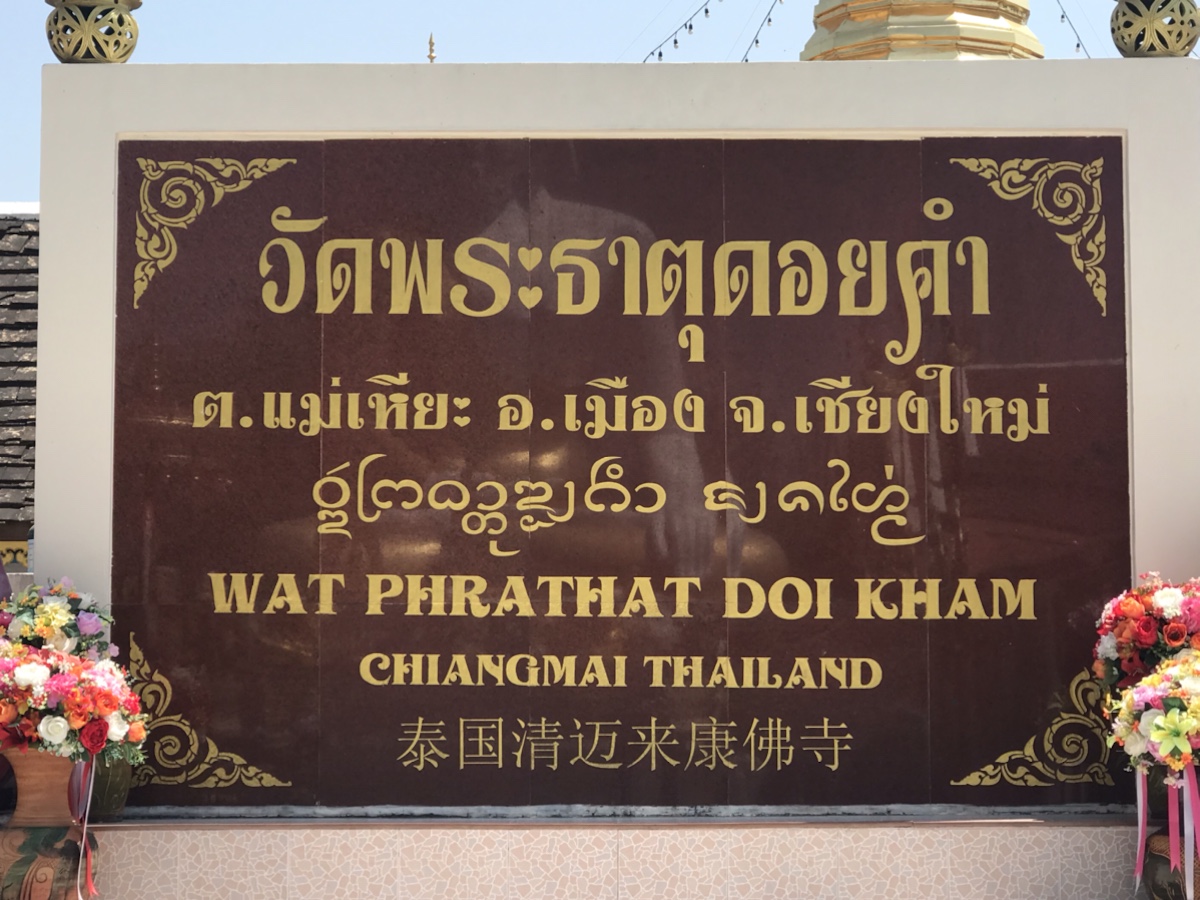 วัดพระธาตุดอยคำ
ต.แม่เหียะ อ.เมือง จ.เชียงใหม่
WAT PHRATHAT DOI KHAM
CHIANGMAI THAILAND
泰国清迈来康佛寺